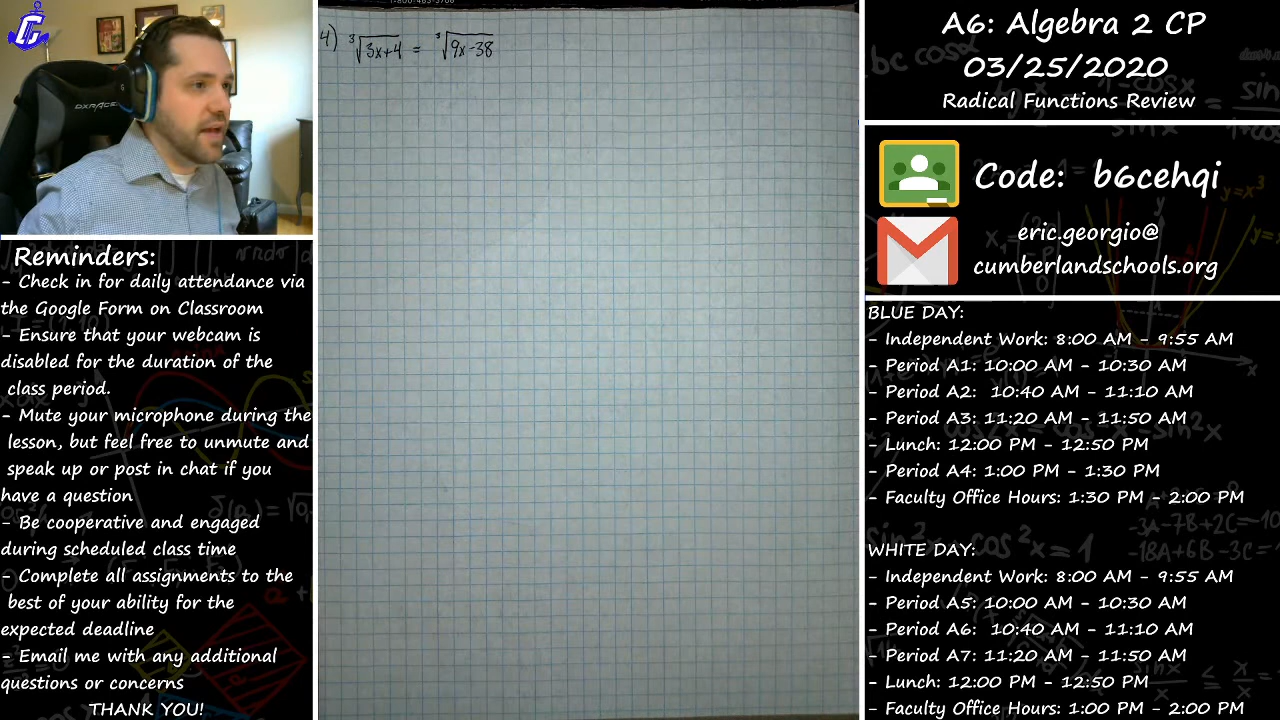 G
DXRACER
Reminders:
- Check in for daily attendance via
the Google Form on Classroom
- Ensure that your webcam is
disabled for the duration of the
class period.
- Mute your microphone during the
lesson, but feel free to unmute and
speak up or post in chat if you
have a question
- Be cooperative and engaged
during scheduled class time
- Complete all assignments to the
best of your ability for the
expected deadline
- Email me with any additional
questions or concerns
THANK YOU!
4) ³√3x+4 = ³√9x-38
A6: Algebra 2 CP
03/25/2020
Radical Functions Review
Code: b6cehqi
eric.georgio@
cumberlandschools.org
BLUE DAY:
- Independent Work: 8:00 AM - 9:55 AM
- Period A1: 10:00 AM - 10:30 AM
- Period A2: 10:40 AM - 11:10 AM
- Period A3: 11:20 AM - 11:50 AM
- Lunch: 12:00 PM - 12:50 PM
- Period A4: 1:00 PM - 1:30 PM
- Faculty Office Hours: 1:30 PM - 2:00 PM
WHITE DAY:
- Independent Work: 8:00 AM - 9:55 AM
- Period A5: 10:00 AM - 10:30 AM
- Period A6: 10:40 AM - 11:10 AM
- Period A7: 11:20 AM - 11:50 AM
- Lunch: 12:00 PM - 12:50 PM
- Faculty Office Hours: 1:00 PM - 2:00 PM